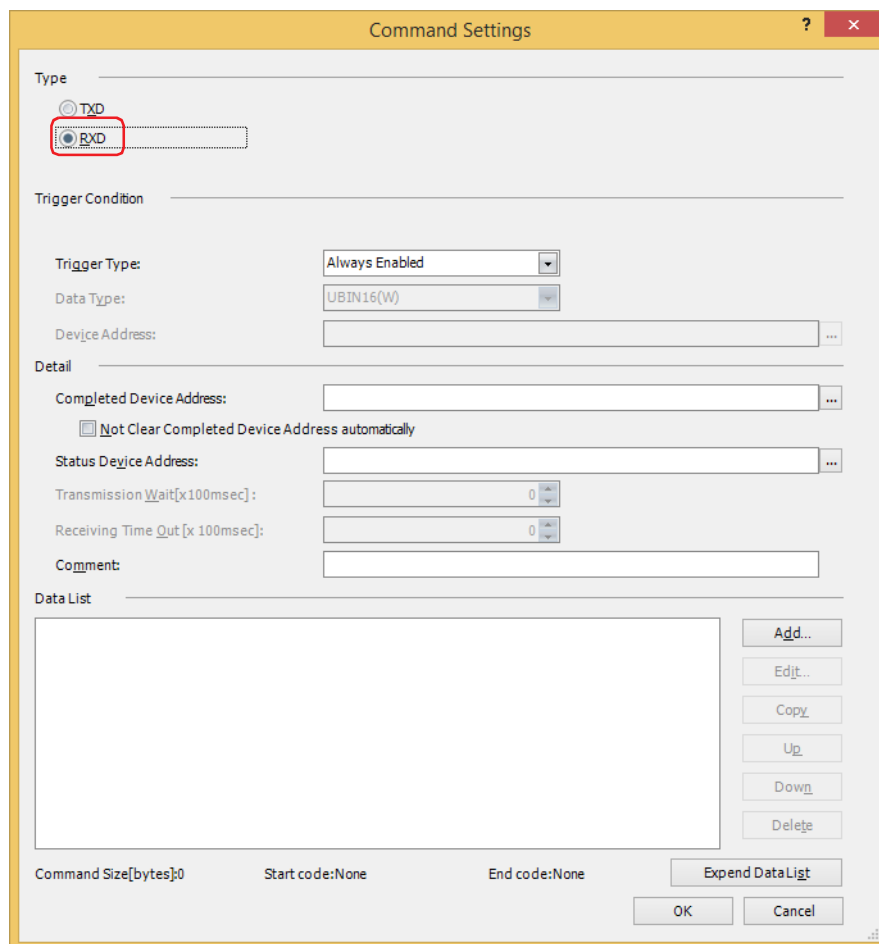 Command Settings ? ×
Type
TXD
RXD
Trigger Condition
Trigger Type: Always Enabled
Data Type: UBIN16(W)
Device Address: ...
Detail
Completed Device Address: ...
Not Clear Completed Device Address automatically
Status Device Address: ...
Transmission Wait[x100msec] : 0
Receiving Time Out [x 100msec]: 0
Comment:
Data List
Add...
Edit...
Copy
Up
Down
Delete
Command Size[bytes]:0 Start code:None End code:None Expend DataList
OK Cancel